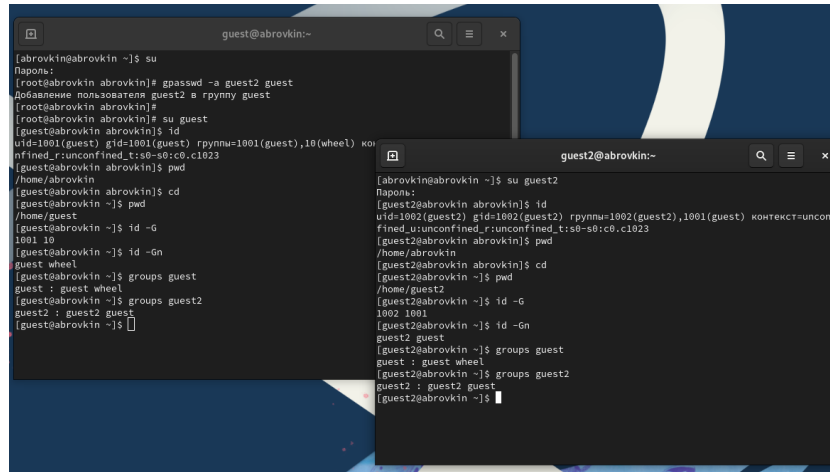 guest@abrovkin:~
[abrovkin@abrovkin ~]$ su
Пароль:
[root@abrovkin abrovkin]# gpasswd -a guest2 guest
Добавление пользователя guest2 в группу guest
[root@abrovkin abrovkin]#
[root@abrovkin abrovkin]# su guest
[guest@abrovkin abrovkin]$ id
uid=1001(guest) gid=1001(guest) группы=1001(guest),10(wheel)
nfined_r:unconfined_t:s0-s0:c0.c1023
[guest@abrovkin abrovkin]$ pwd
/home/abrovkin
[guest@abrovkin abrovkin]$ cd
[guest@abrovkin ~]$ pwd
/home/guest
[guest@abrovkin ~]$ id -G
1001 10
[guest@abrovkin ~]$ id -Gn
guest wheel
[guest@abrovkin ~]$ groups guest
guest : guest wheel
[guest@abrovkin ~]$ groups guest2
guest2 : guest2 guest
[guest@abrovkin ~]$
guest2@abrovkin:~
[abrovkin@abrovkin ~]$ su guest2
Пароль:
[guest2@abrovkin abrovkin]$ id
uid=1002(guest2) gid=1002(guest2) группы=1002(guest2),1001(guest) контекст=uncon
fined_u:unconfined_r:unconfined_t:s0-s0:c0.c1023
[guest2@abrovkin abrovkin]$ pwd
/home/abrovkin
[guest2@abrovkin abrovkin]$ cd
[guest2@abrovkin ~]$ pwd
/home/guest2
[guest2@abrovkin ~]$ id -G
1002 1001
[guest2@abrovkin ~]$ id -Gn
guest2 guest
[guest2@abrovkin ~]$ groups guest
guest : guest wheel
[guest2@abrovkin ~]$ groups guest2
guest2 : guest2 guest
[guest2@abrovkin ~]$